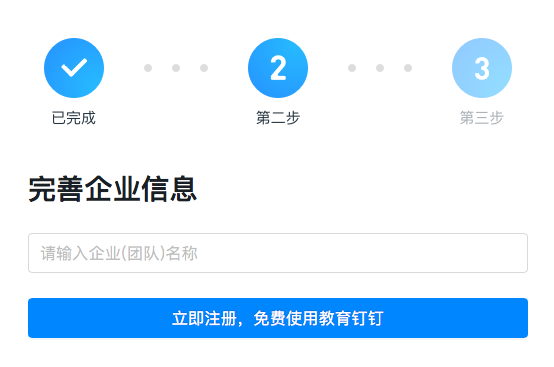 2
3
已完成
第二步
第三步
完善企业信息
请输入企业(团队)名称
立即注册，免费使用教育钉钉